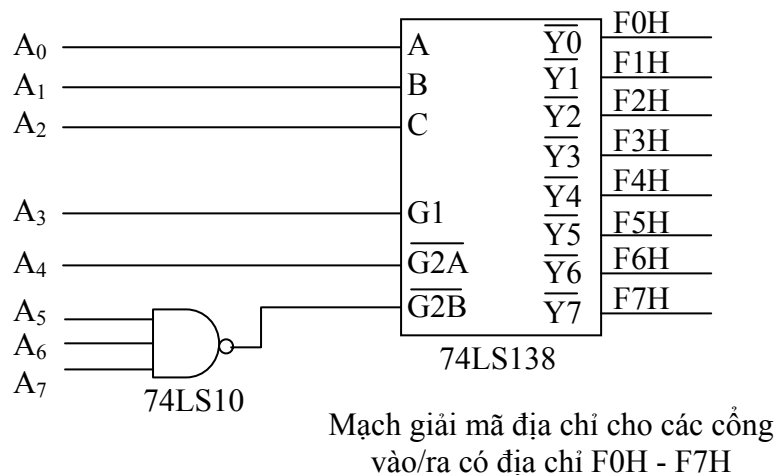 A₀
A₁
A₂
A₃
A₄
A₅
A₆
A₇
74LS10
A
B
C
G1
G2A
G2B
Y0
Y1
Y2
Y3
Y4
Y5
Y6
Y7
F0H
F1H
F2H
F3H
F4H
F5H
F6H
F7H
74LS138
Mạch giải mã địa chỉ cho các cổng
vào/ra có địa chỉ F0H - F7H